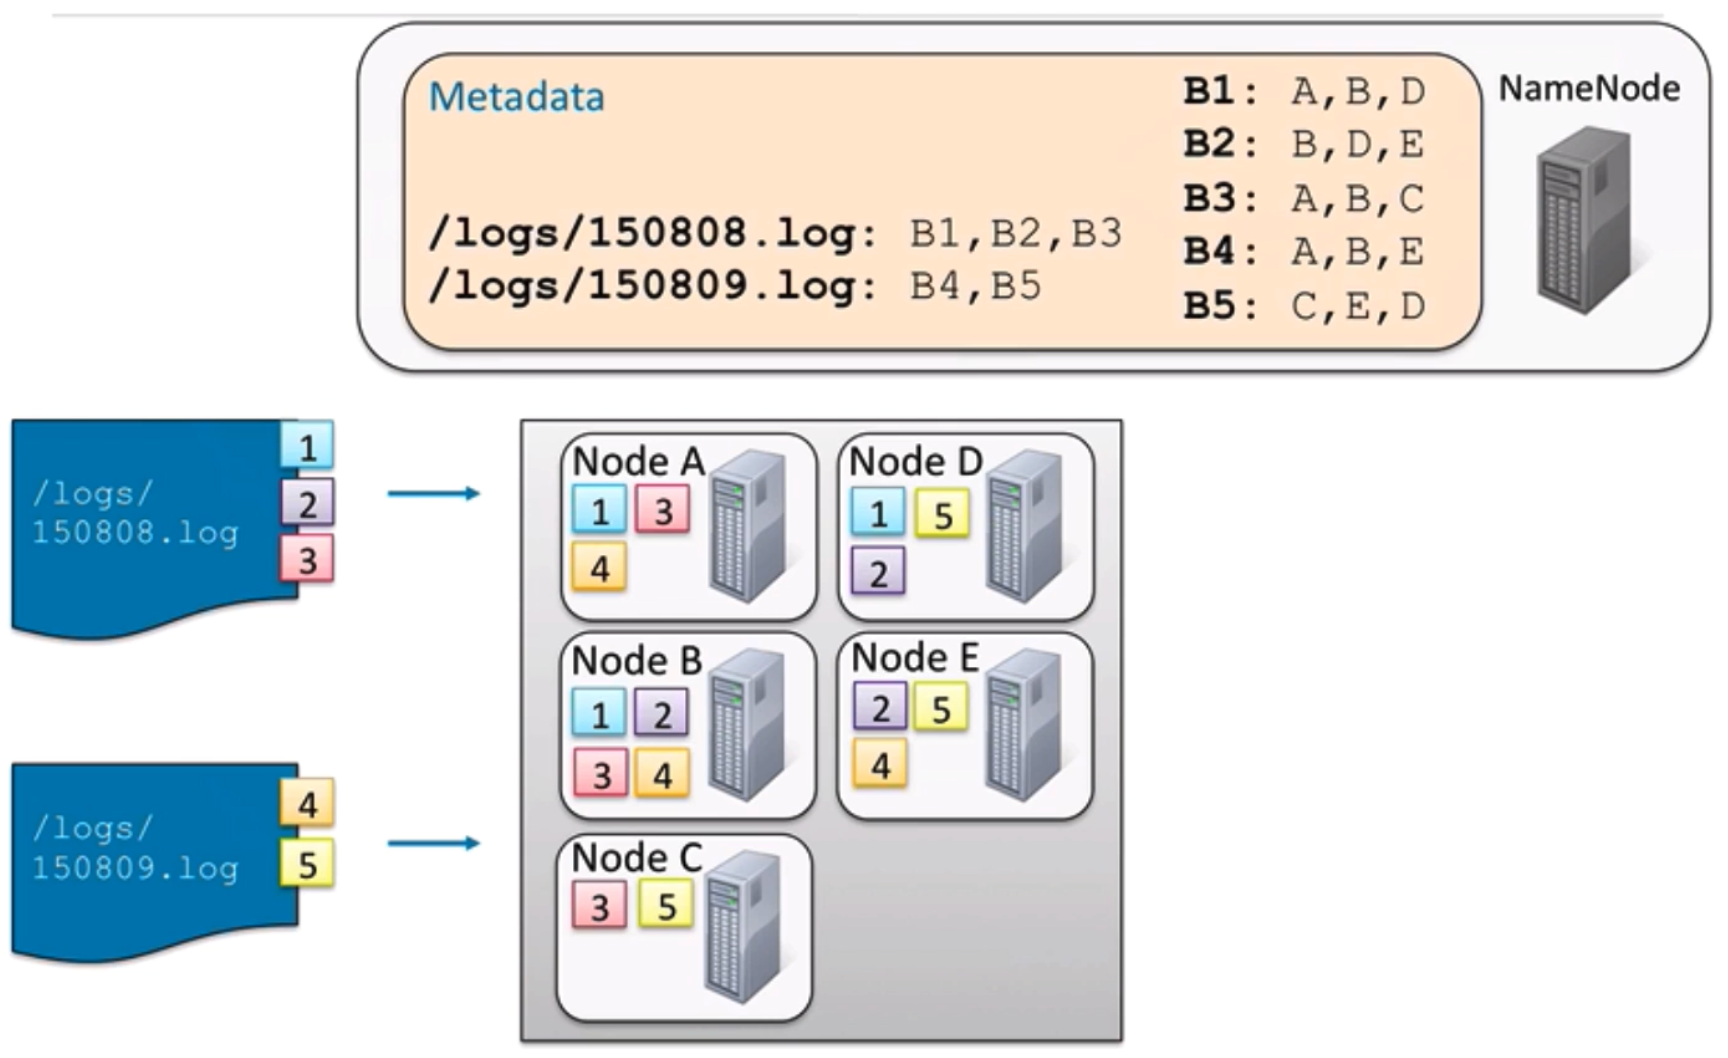 Metadata
/logs/150808.log: B1,B2,B3
/logs/150809.log: B4,B5
B1: A,B,D
B2: B,D,E
B3: A,B,C
B4: A,B,E
B5: C,E,D
NameNode
/logs/
150808.log
1
2
3
/logs/
150809.log
4
5
Node A
1 3
4
Node D
1 5
2
Node B
1 2
3 4
Node E
2 5
4
Node C
3 5